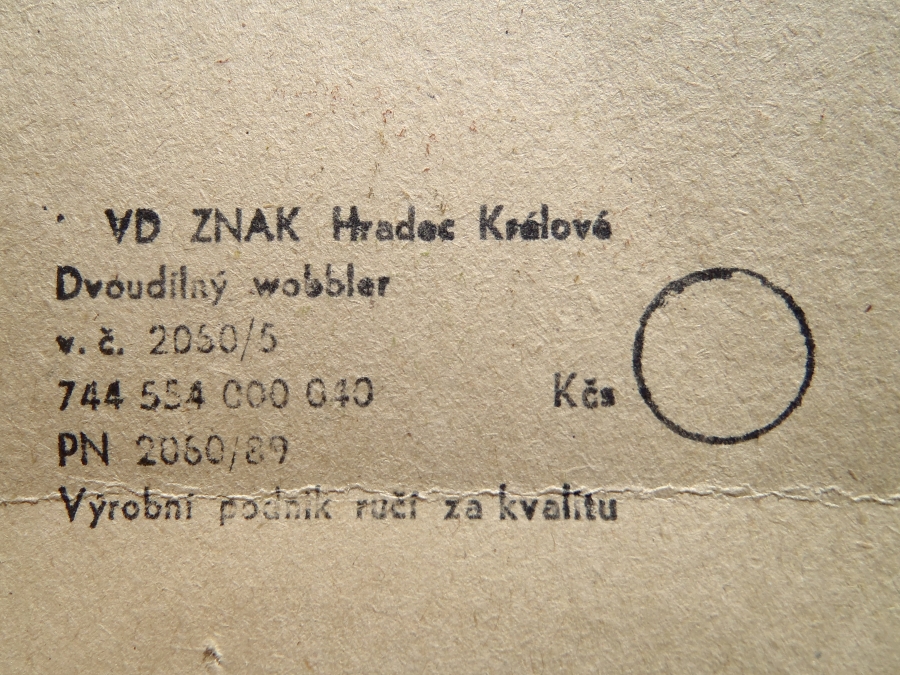 VD ZNAK Hradec Králové
Dvoudílný wobbler
v. č. 2060/5
744 554 000 040
Kčs
PN 2060/89
Výrobní podnik ručí za kvalitu